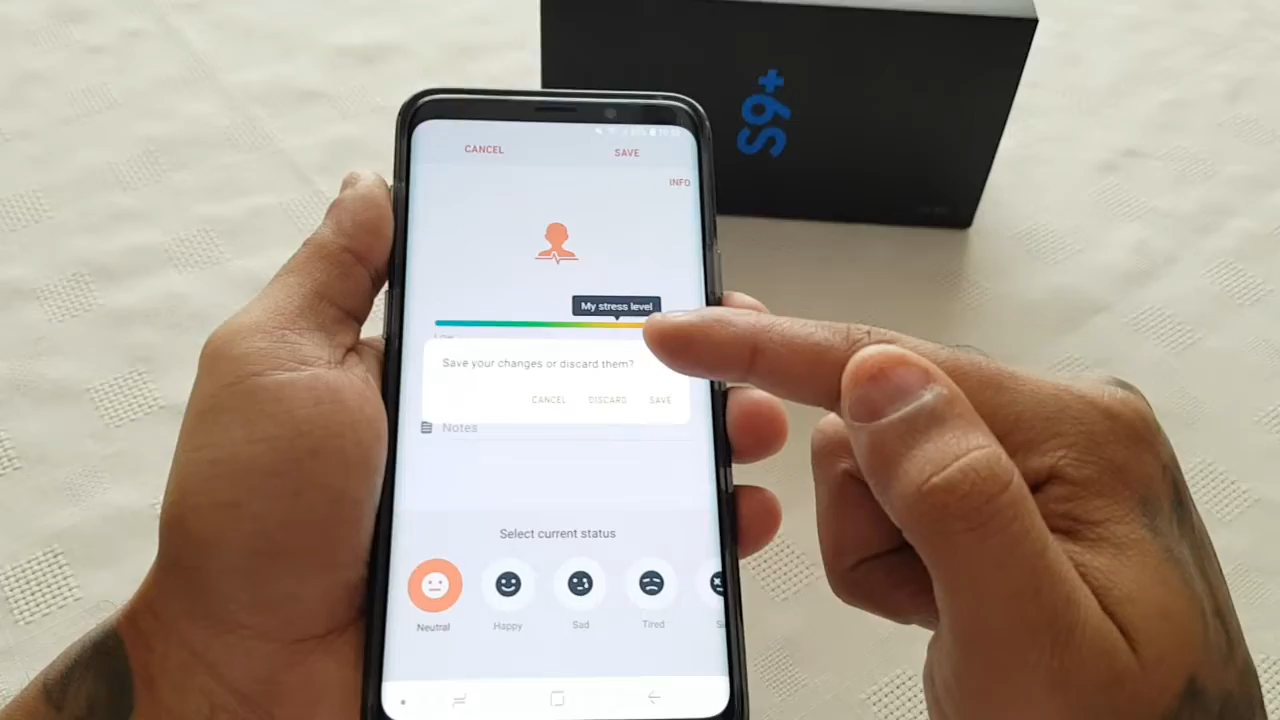 S9+
CANCEL
SAVE
INFO
My stress level
Low
Save your changes or discard them?
CANCEL
DISCARD
SAVE
Notes
Select current status
Neutral
Happy
Sad
Tired